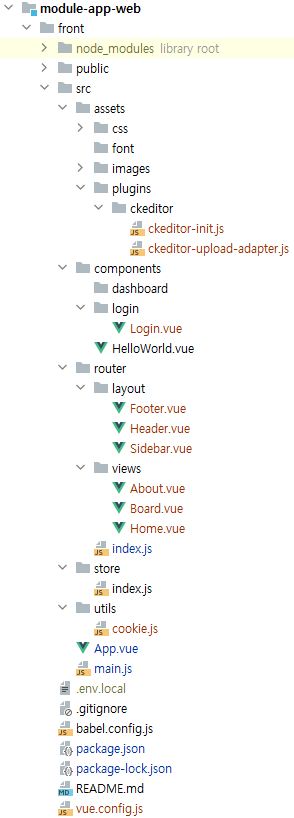 module-app-web
front
node_modules library root
public
src
assets
css
font
images
plugins
ckeditor
ckeditor-init.js
ckeditor-upload-adapter.js
components
dashboard
login
Login.vue
HelloWorld.vue
router
layout
Footer.vue
Header.vue
Sidebar.vue
views
About.vue
Board.vue
Home.vue
index.js
store
index.js
utils
cookie.js
App.vue
main.js
.env.local
.gitignore
babel.config.js
package.json
package-lock.json
README.md
vue.config.js